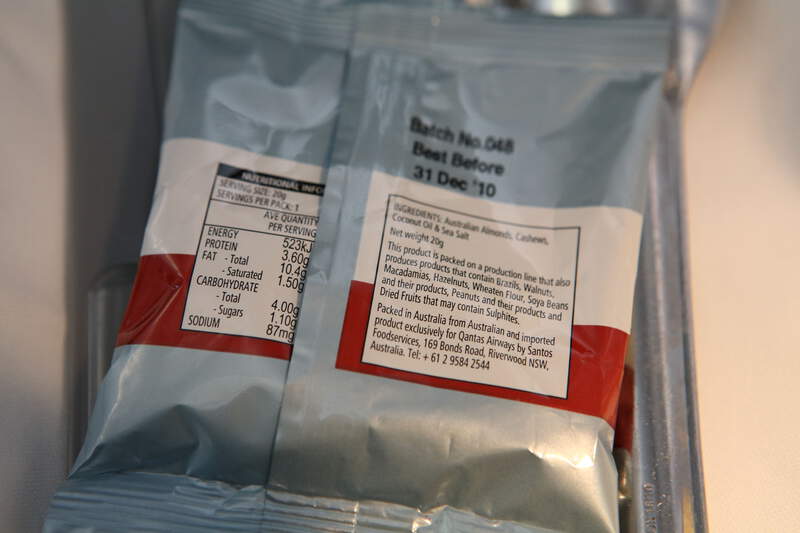 Batch No.048
Best Before
31 Dec '10
NUTRITIONAL INFO
SERVING SIZE: 20g
SERVINGS PER PACK: 1
AVE QUANTITY
PER SERVING
ENERGY 523kJ
PROTEIN 3.60g
FAT - Total 10.4g
- Saturated 1.50g
CARBOHYDRATE
- Total 4.00g
- Sugars 1.10g
SODIUM 87mg
INGREDIENTS: Australian Almonds, Cashews,
Coconut Oil & Sea Salt
Net weight 20g
This product is packed on a production line that also
produces products that contain Brazils, Walnuts,
Macadamias, Hazelnuts, Wheaten Flour, Soya Beans
and their products, Peanuts and their products and
Dried Fruits that may contain Sulphites.
Packed in Australia from Australian and imported
product exclusively for Qantas Airways by Santos
Foodservices, 169 Bonds Road, Riverwood NSW,
Australia. Tel: + 61 2 9584 2544